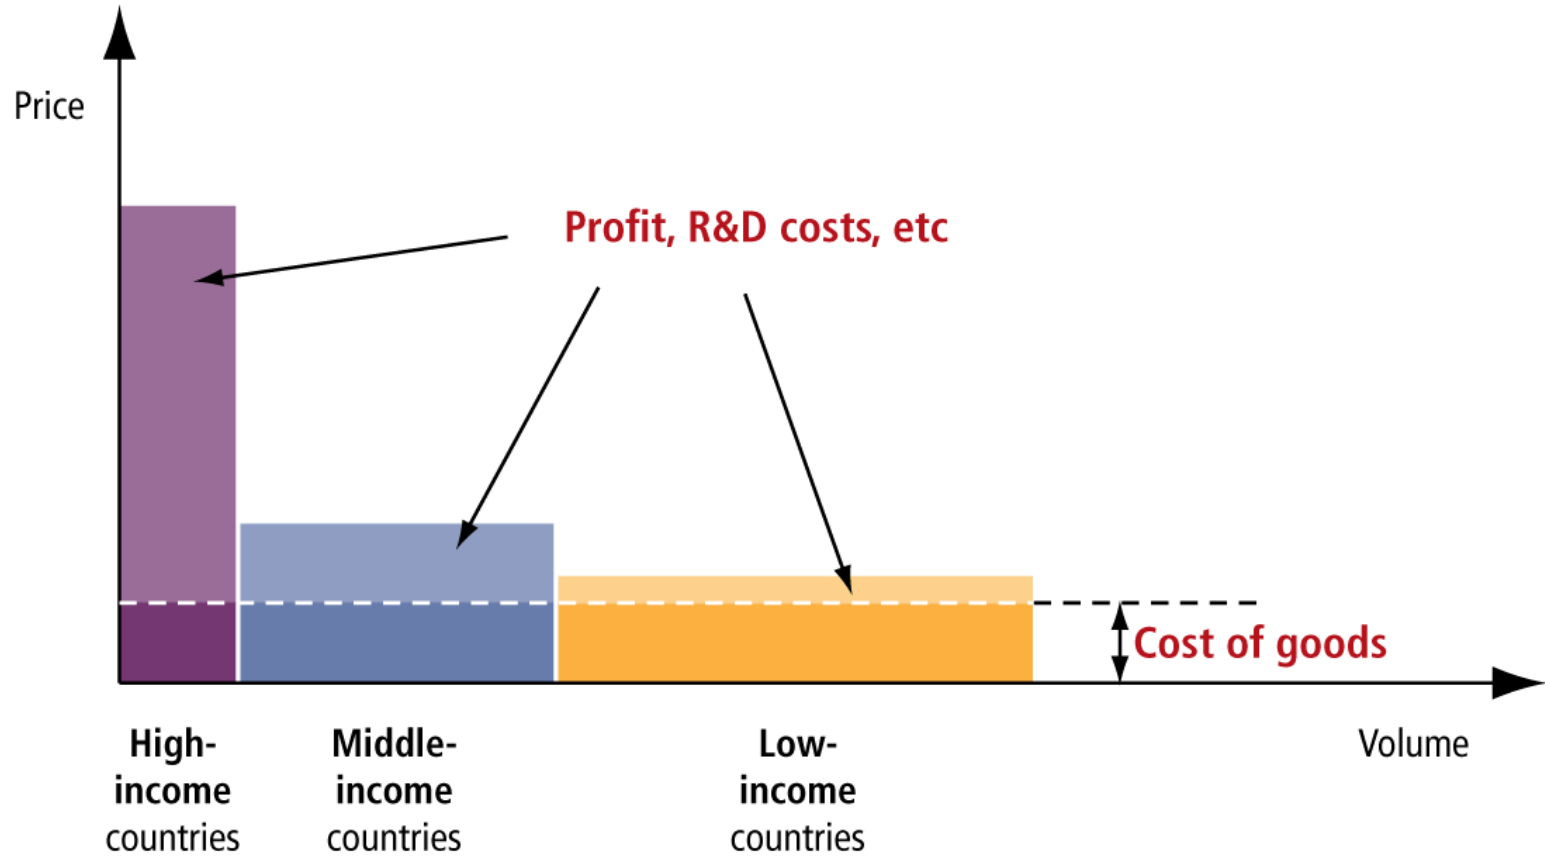 Price
Profit, R&D costs, etc
Cost of goods
High-
income
countries
Middle-
income
countries
Low-
income
countries
Volume